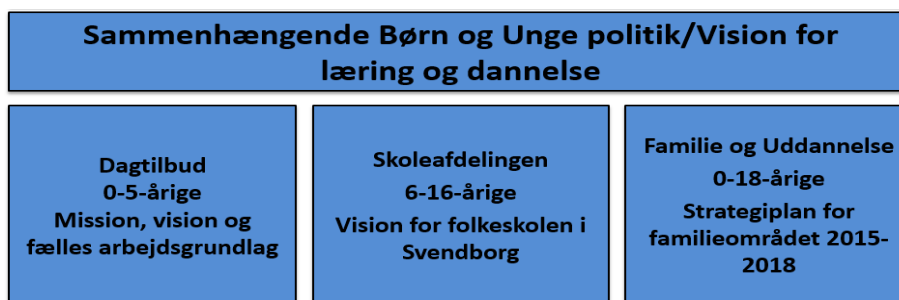 Sammenhængende Børn og Unge politik/Vision for
læring og dannelse
Dagtilbud
0-5-årige
Mission, vision og
fælles arbejdsgrundlag
Skoleafdelingen
6-16-årige
Vision for folkeskolen i
Svendborg
Familie og Uddannelse
0-18-årige
Strategiplan for
familieområdet 2015-
2018